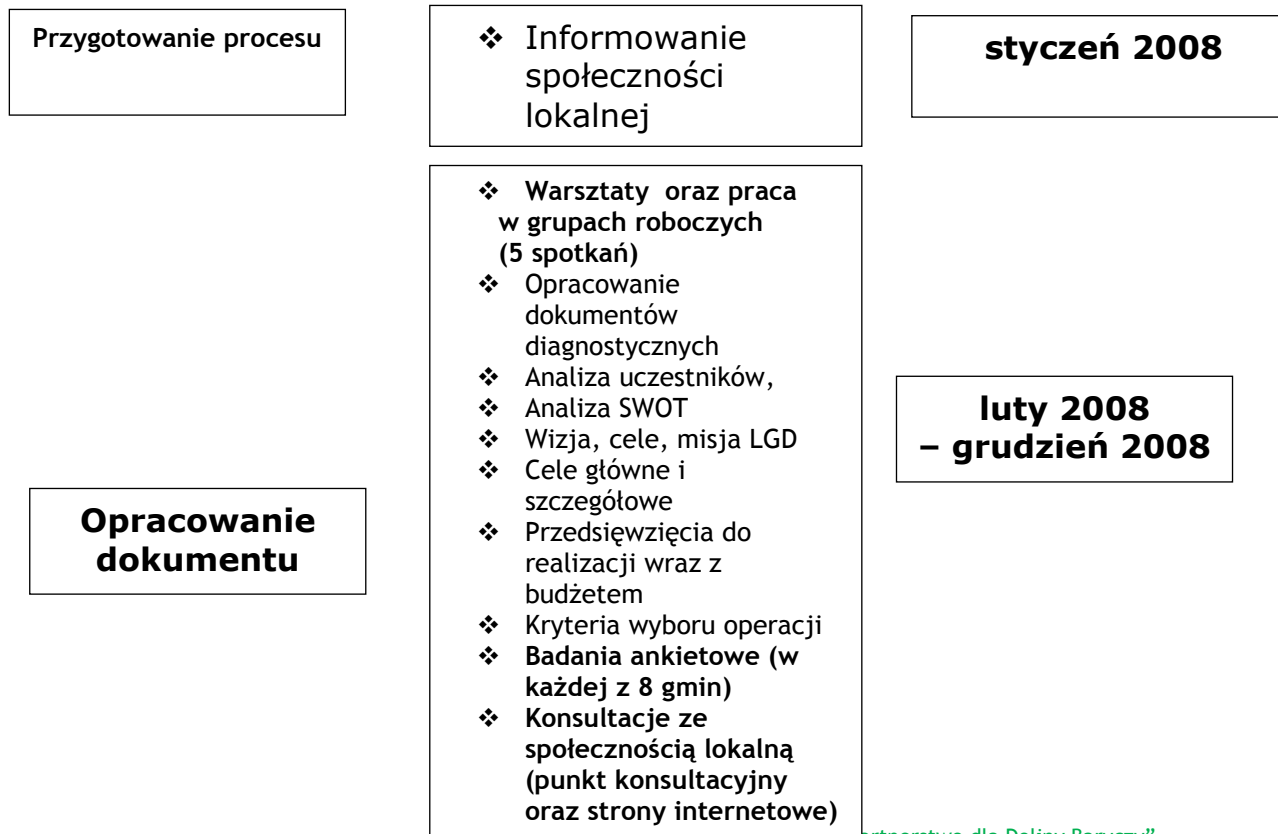 Przygotowanie procesu
❖ Informowanie
społeczności
lokalnej
styczeń 2008
❖ Warsztaty oraz praca
w grupach roboczych
(5 spotkań)
❖ Opracowanie
dokumentów
diagnostycznych
❖ Analiza uczestników,
❖ Analiza SWOT
❖ Wizja, cele, misja LGD
❖ Cele główne i
szczegółowe
❖ Przedsięwzięcia do
realizacji wraz z
budżetem
❖ Kryteria wyboru operacji
❖ Badania ankietowe (w
każdej z 8 gmin)
❖ Konsultacje ze
społecznością lokalną
(punkt konsultacyjny
oraz strony internetowe)
luty 2008
– grudzień 2008
Opracowanie
dokumentu